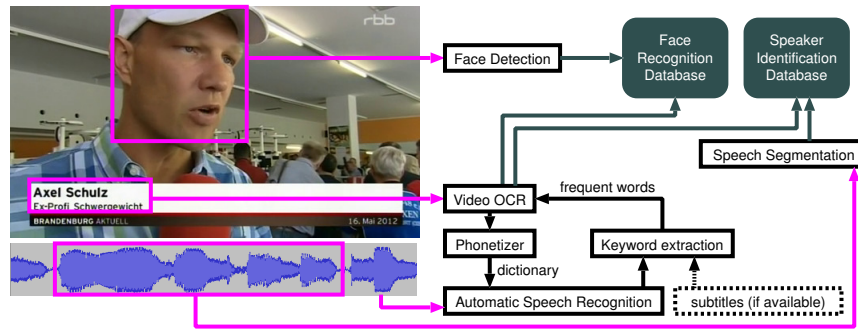 rbb
Axel Schulz
Ex-Profi Schwergewicht
BRANDENBURG AKTUELL
16. Mai 2012
Face Detection
Face
Recognition
Database
Speaker
Identification
Database
Speech Segmentation
Video OCR
frequent words
Phonetizer
Keyword extraction
dictionary
Automatic Speech Recognition
subtitles (if available)